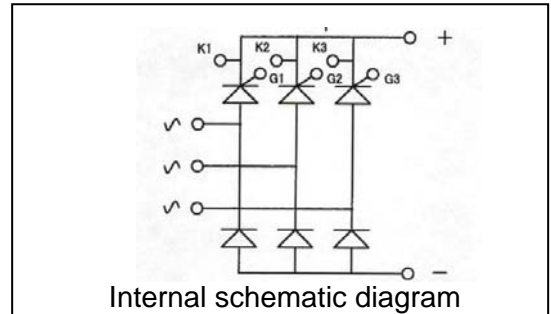 K1 K2 K3 +
G1 G2 G3
−
Internal schematic diagram